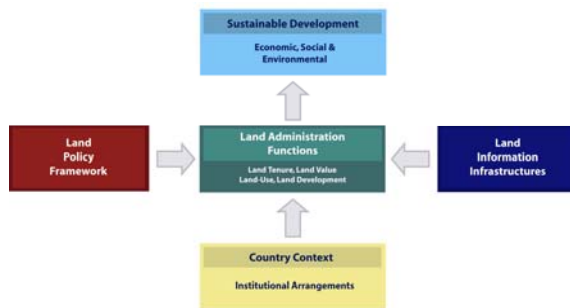 Sustainable Development
Economic, Social &
Environmental
Land
Policy
Framework
Land Administration
Functions
Land Tenure, Land Value
Land-Use, Land Development
Land
Information
Infrastructures
Country Context
Institutional Arrangements